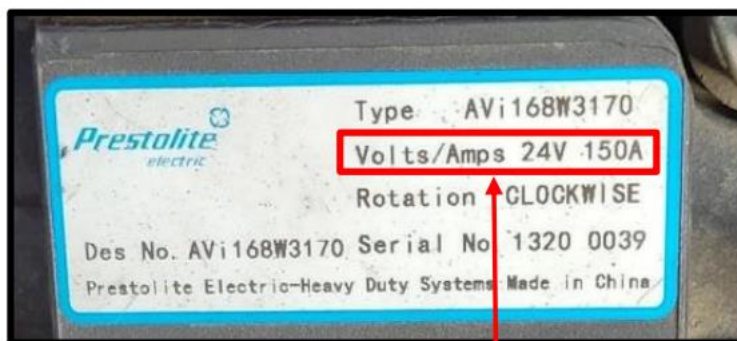 Prestolite
electric
Type AVi168W3170
Volts/Amps 24V 150A
Rotation CLOCKWISE
Des No. AVi168W3170 Serial No 1320 0039
Prestolite Electric-Heavy Duty Systems Made in China